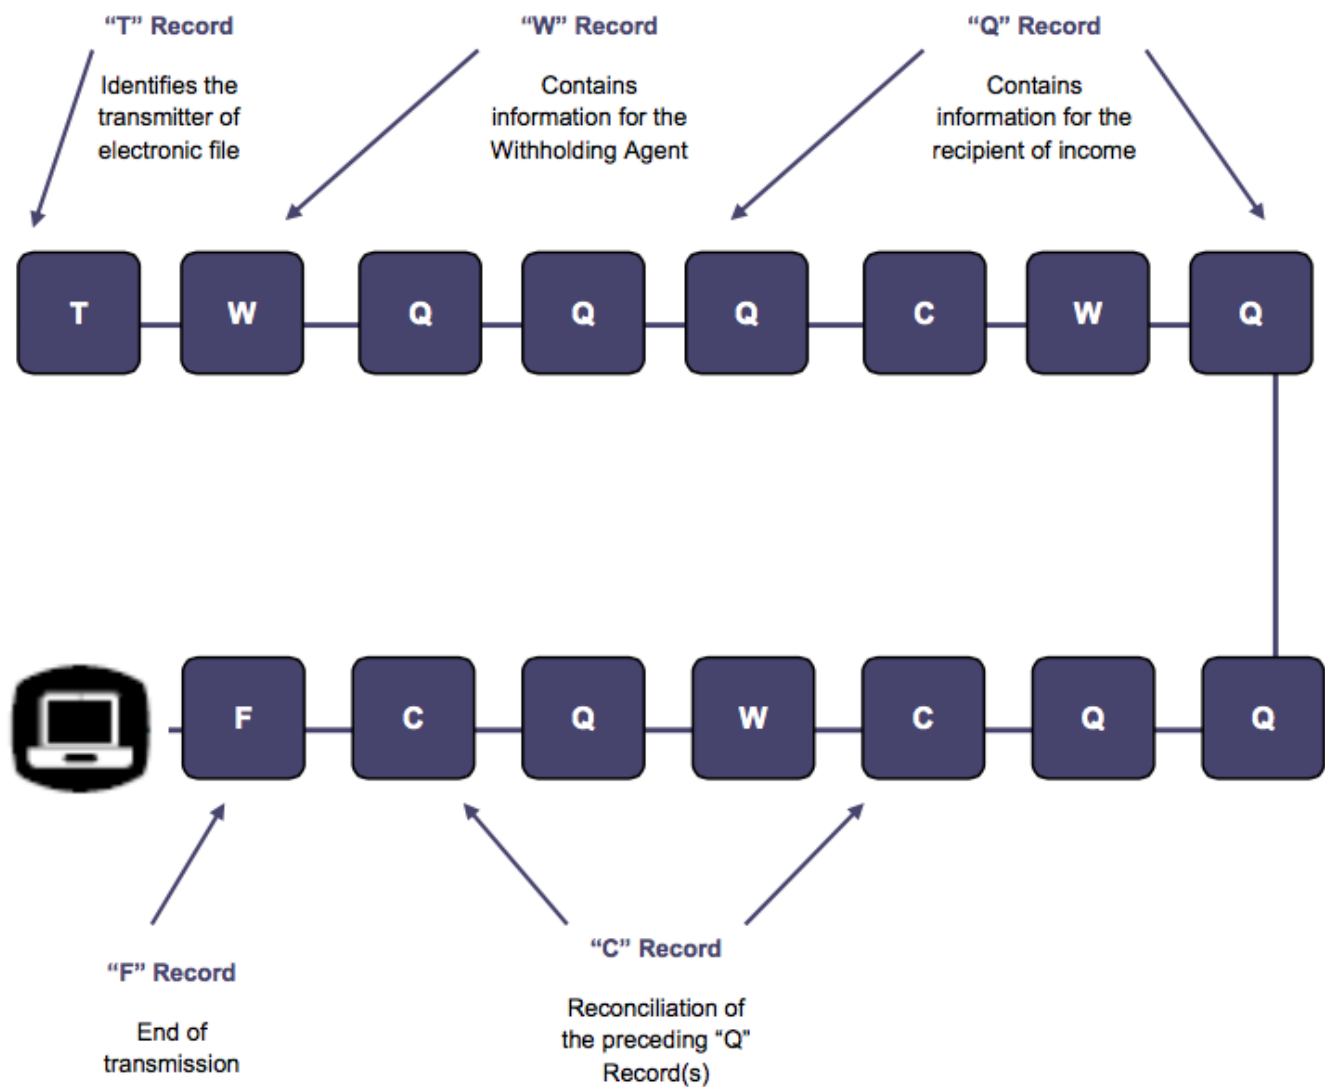 “T” Record
Identifies the
transmitter of
electronic file
“W” Record
Contains
information for the
Withholding Agent
“Q” Record
Contains
information for the
recipient of income
T W Q Q Q C W Q
F C Q W C Q Q
“F” Record
End of
transmission
“C” Record
Reconciliation of
the preceding “Q”
Record(s)